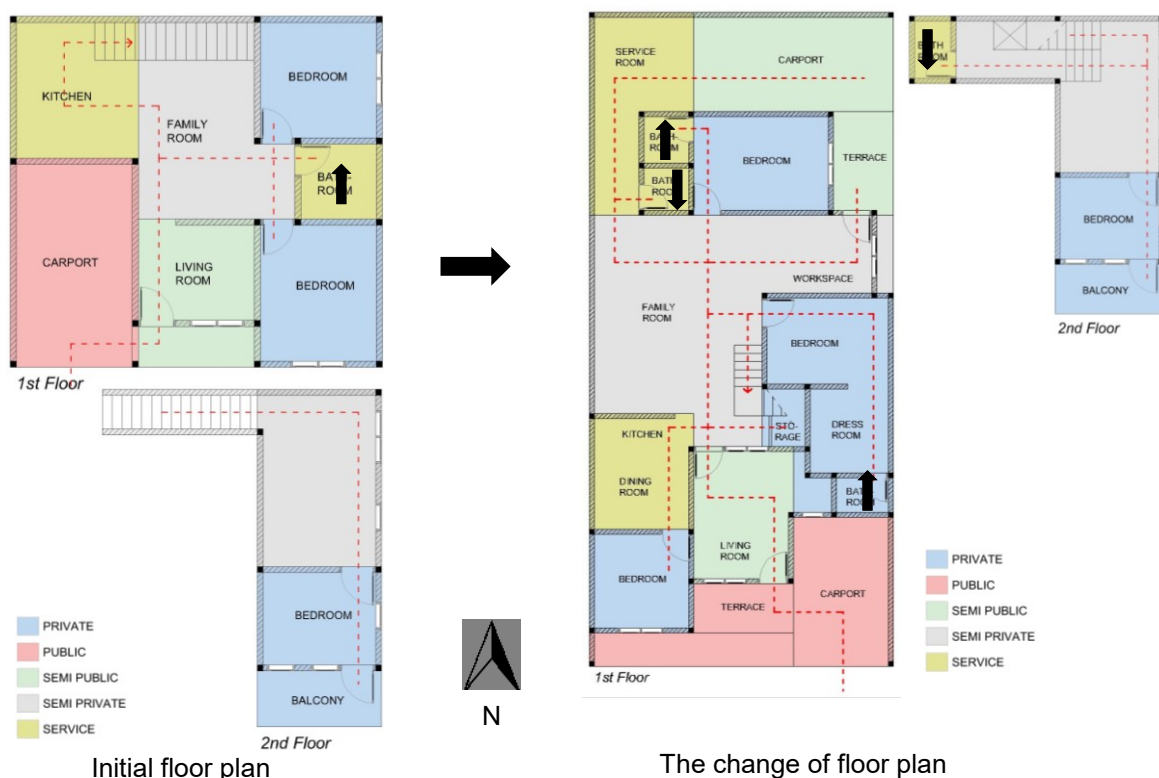 KITCHEN
FAMILY
ROOM
BEDROOM
BAT
ROOM
CARPORT
LIVING
ROOM
BEDROOM
1st Floor
BEDROOM
BALCONY
2nd Floor
PRIVATE
PUBLIC
SEMI PUBLIC
SEMI PRIVATE
SERVICE
Initial floor plan
N
SERVICE
ROOM
CARPORT
BATH-
ROOM
BATH
ROOM
BEDROOM
TERRACE
WORKSPACE
FAMILY
ROOM
BEDROOM
KITCHEN
STO-
RAGE
DRESS
ROOM
DINING
ROOM
BATH-
ROOM
LIVING
ROOM
BEDROOM
TERRACE
CARPORT
1st Floor
BATH
ROOM
BEDROOM
BALCONY
2nd Floor
PRIVATE
PUBLIC
SEMI PUBLIC
SEMI PRIVATE
SERVICE
The change of floor plan